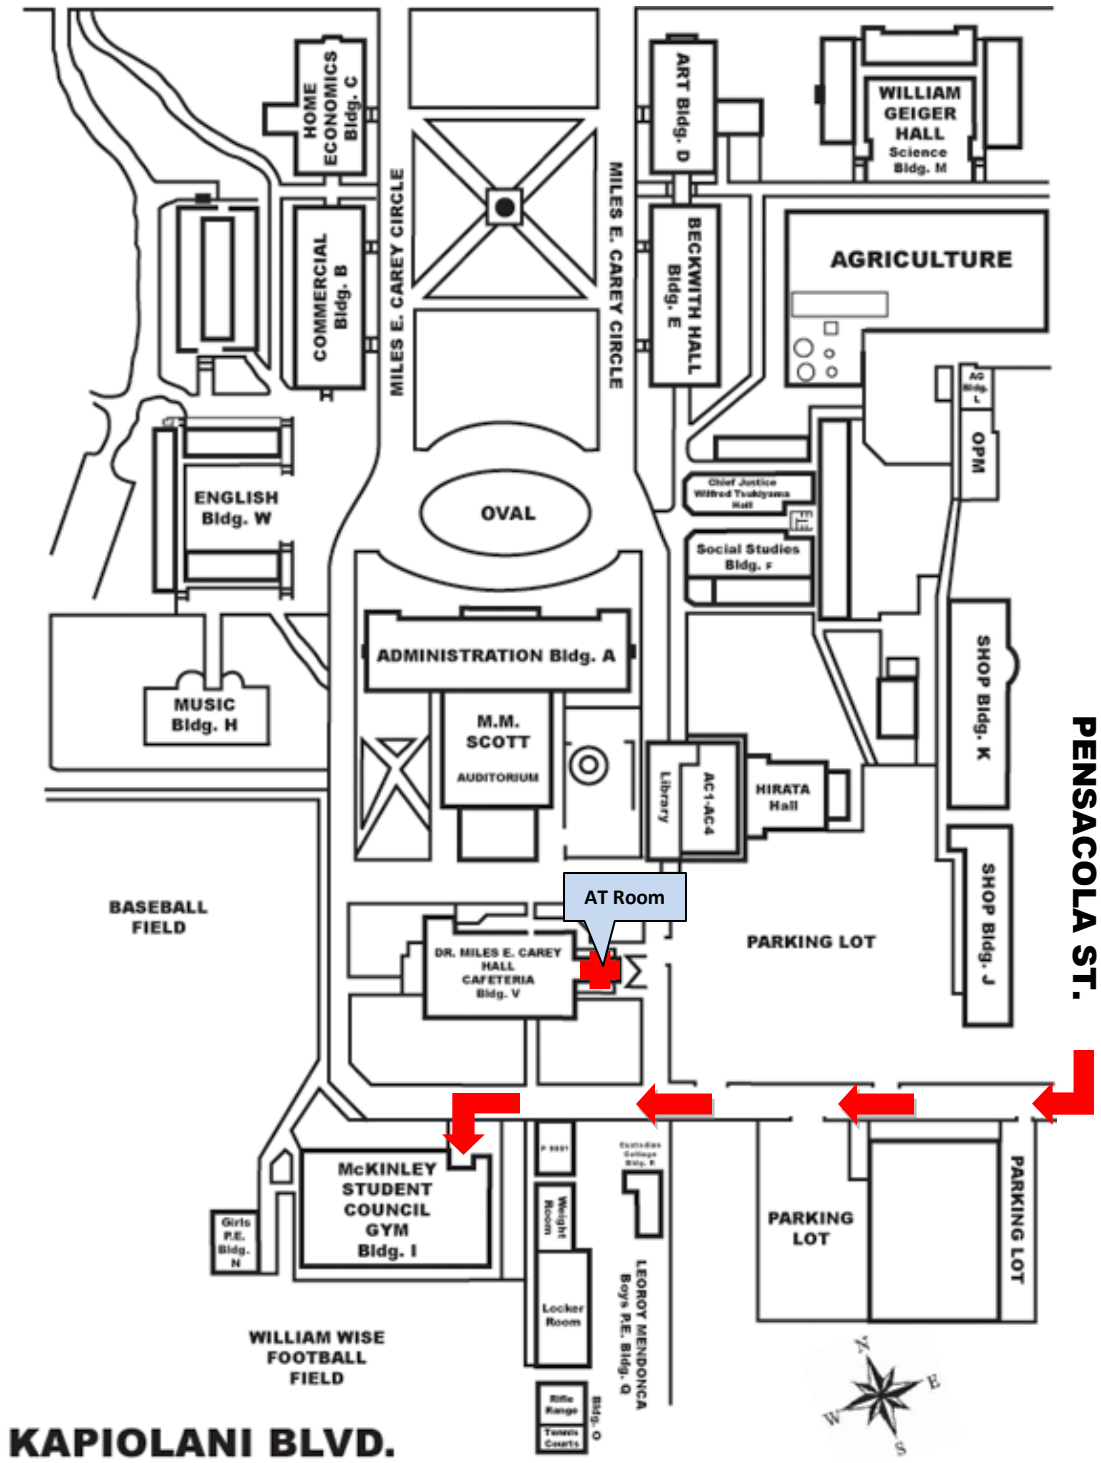 HOME
ECONOMICS
Bldg. C
ART Bldg. D
WILLIAM
GEIGER
HALL
Science
Bldg. M
MILES E. CAREY CIRCLE
MILES E. CAREY CIRCLE
COMMERCIAL
Bldg. B
BECKWITH HALL
Bldg. E
AGRICULTURE
AG
Bldg.
L
OPM
ENGLISH
Bldg. W
OVAL
Chief Justice
Wilfred Tsukiyama
Hall
Social Studies
Bldg. F
ADMINISTRATION Bldg. A
MUSIC
Bldg. H
M.M.
SCOTT
AUDITORIUM
SHOP Bldg. K
Library
AC1-AC4
HIRATA
Hall
PENSACOLA ST.
SHOP Bldg. J
AT Room
BASEBALL
FIELD
PARKING LOT
DR. MILES E. CAREY
HALL
CAFETERIA
Bldg. V
Custodian
Cottage
Bldg. R
McKINLEY
STUDENT
COUNCIL
GYM
Bldg. I
Girls
P.E.
Bldg.
N
Weight
Room
PARKING
LOT
PARKING LOT
Locker
Room
LEOROY MENDONCA
Boys P.E. Bldg. Q
WILLIAM WISE
FOOTBALL
FIELD
Rifle
Range
Tennis
Courts
Bldg. O
N
E
W
S
KAPIOLANI BLVD.